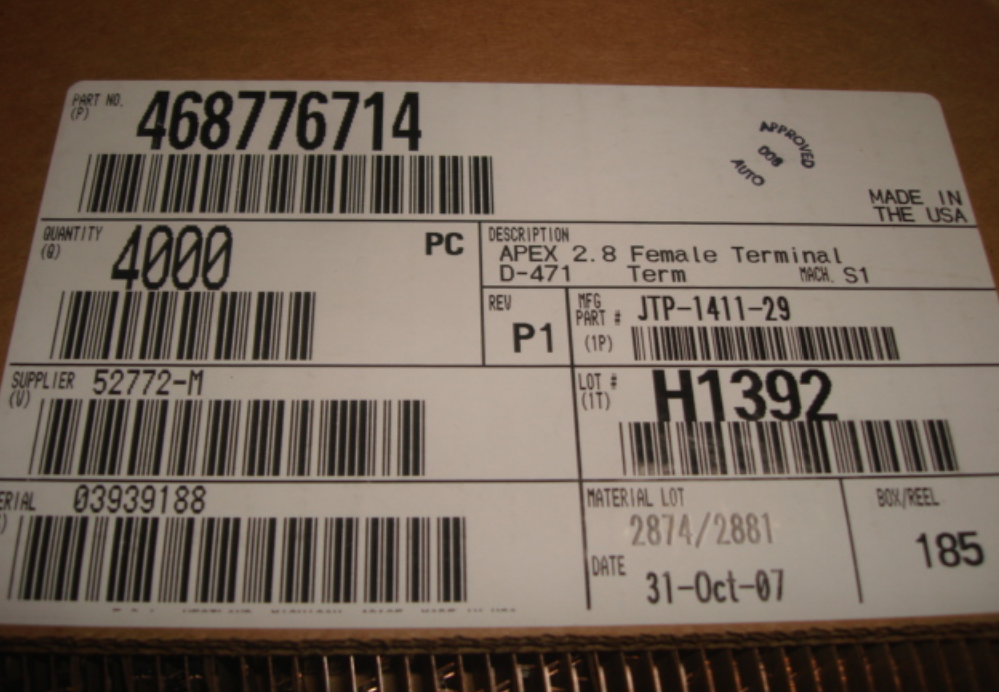 PART NO.
(P)
468776714
APPROVED
008
AUTO
MADE IN
THE USA
QUANTITY
(Q)
4000
PC
DESCRIPTION
APEX 2.8 Female Terminal
D-471 Term MACH. S1
REV
P1
MFG
PART #
(1P)
JTP-1411-29
SUPPLIER
(V)
52772-M
LOT #
(1T)
H1392
ERIAL
03939188
MATERIAL LOT
2874/2881
DATE
31-Oct-07
BOX/REEL
185